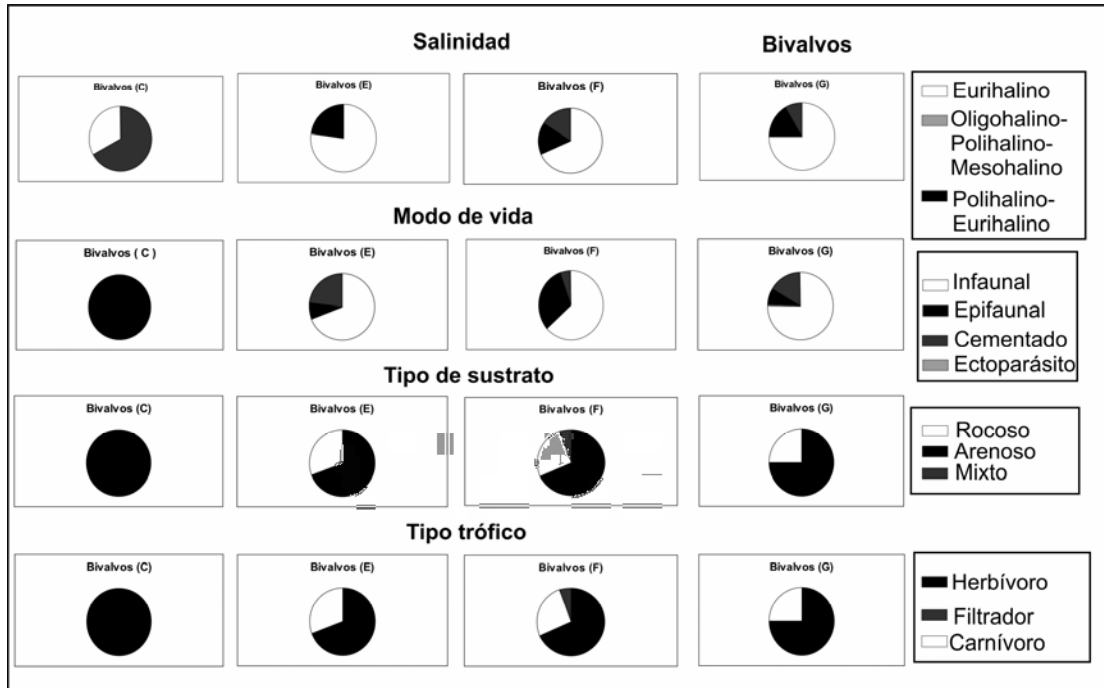 Salinidad
Bivalvos
Bivalvos (C)
Bivalvos (E)
Bivalvos (F)
Bivalvos (G)
Eurihalino
Oligohalino-
Polihalino-
Mesohalino
Polihalino-
Eurihalino
Modo de vida
Bivalvos ( C )
Bivalvos (E)
Bivalvos (F)
Bivalvos (G)
Infaunal
Epifaunal
Cementado
Ectoparásito
Tipo de sustrato
Bivalvos (C)
Bivalvos (E)
Bivalvos (F)
Bivalvos (G)
Rocoso
Arenoso
Mixto
Tipo trófico
Bivalvos (C)
Bivalvos (E)
Bivalvos (F)
Bivalvos (G)
Herbívoro
Filtrador
Carnívoro